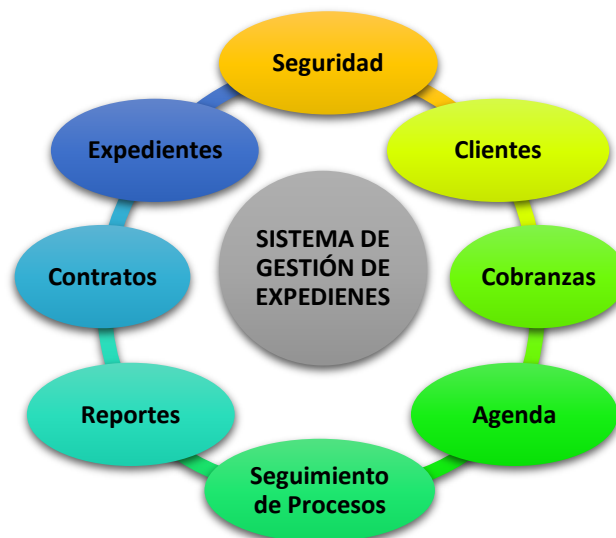 Seguridad
Expedientes
Clientes
SISTEMA DE
GESTIÓN DE
EXPEDIENES
Contratos
Cobranzas
Reportes
Agenda
Seguimiento
de Procesos